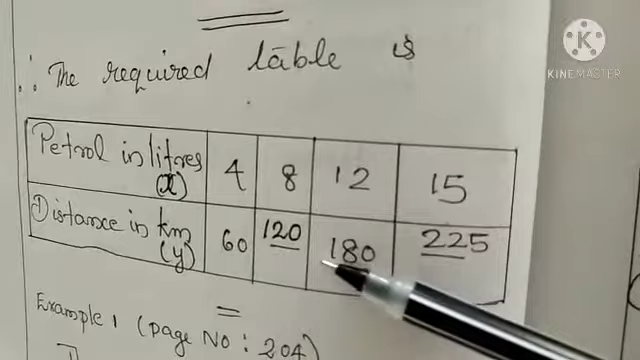 ∴ The required table is
Petrol in litres (x) 4 8 12 15
Distance in km (y) 60 120 180 225
Example 1 (page No : 204)
K
KINEMASTER